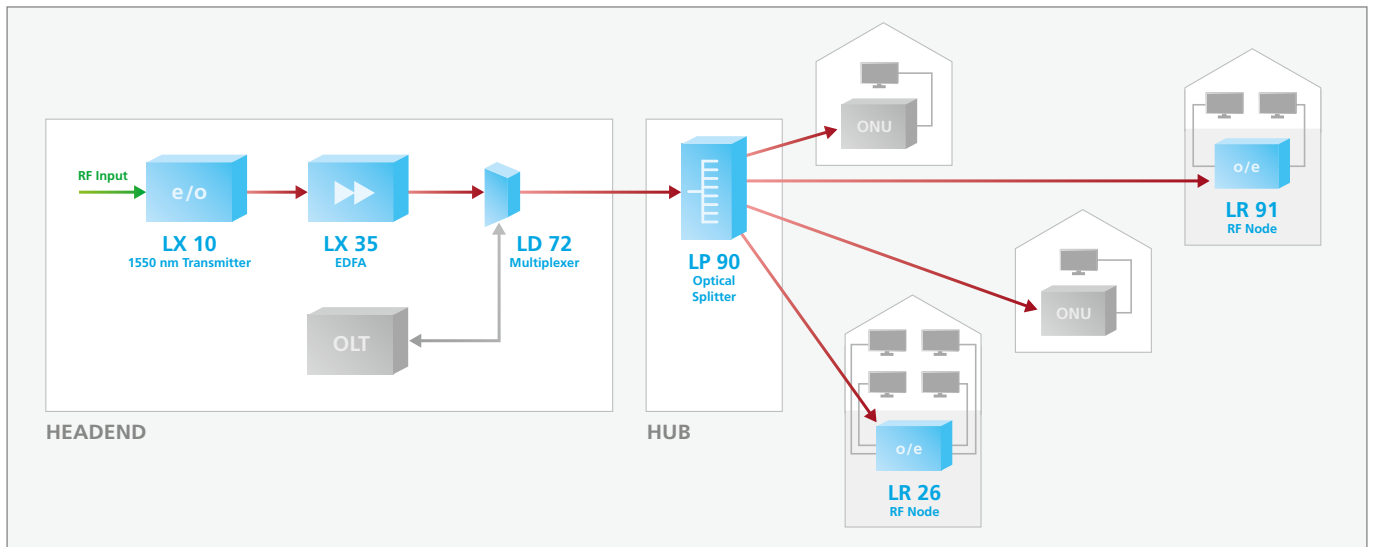 RF Input
e/o
LX 10
1550 nm Transmitter
LX 35
EDFA
LD 72
Multiplexer
OLT
HEADEND
LP 90
Optical
Splitter
HUB
ONU
o/e
LR 91
RF Node
ONU
o/e
LR 26
RF Node